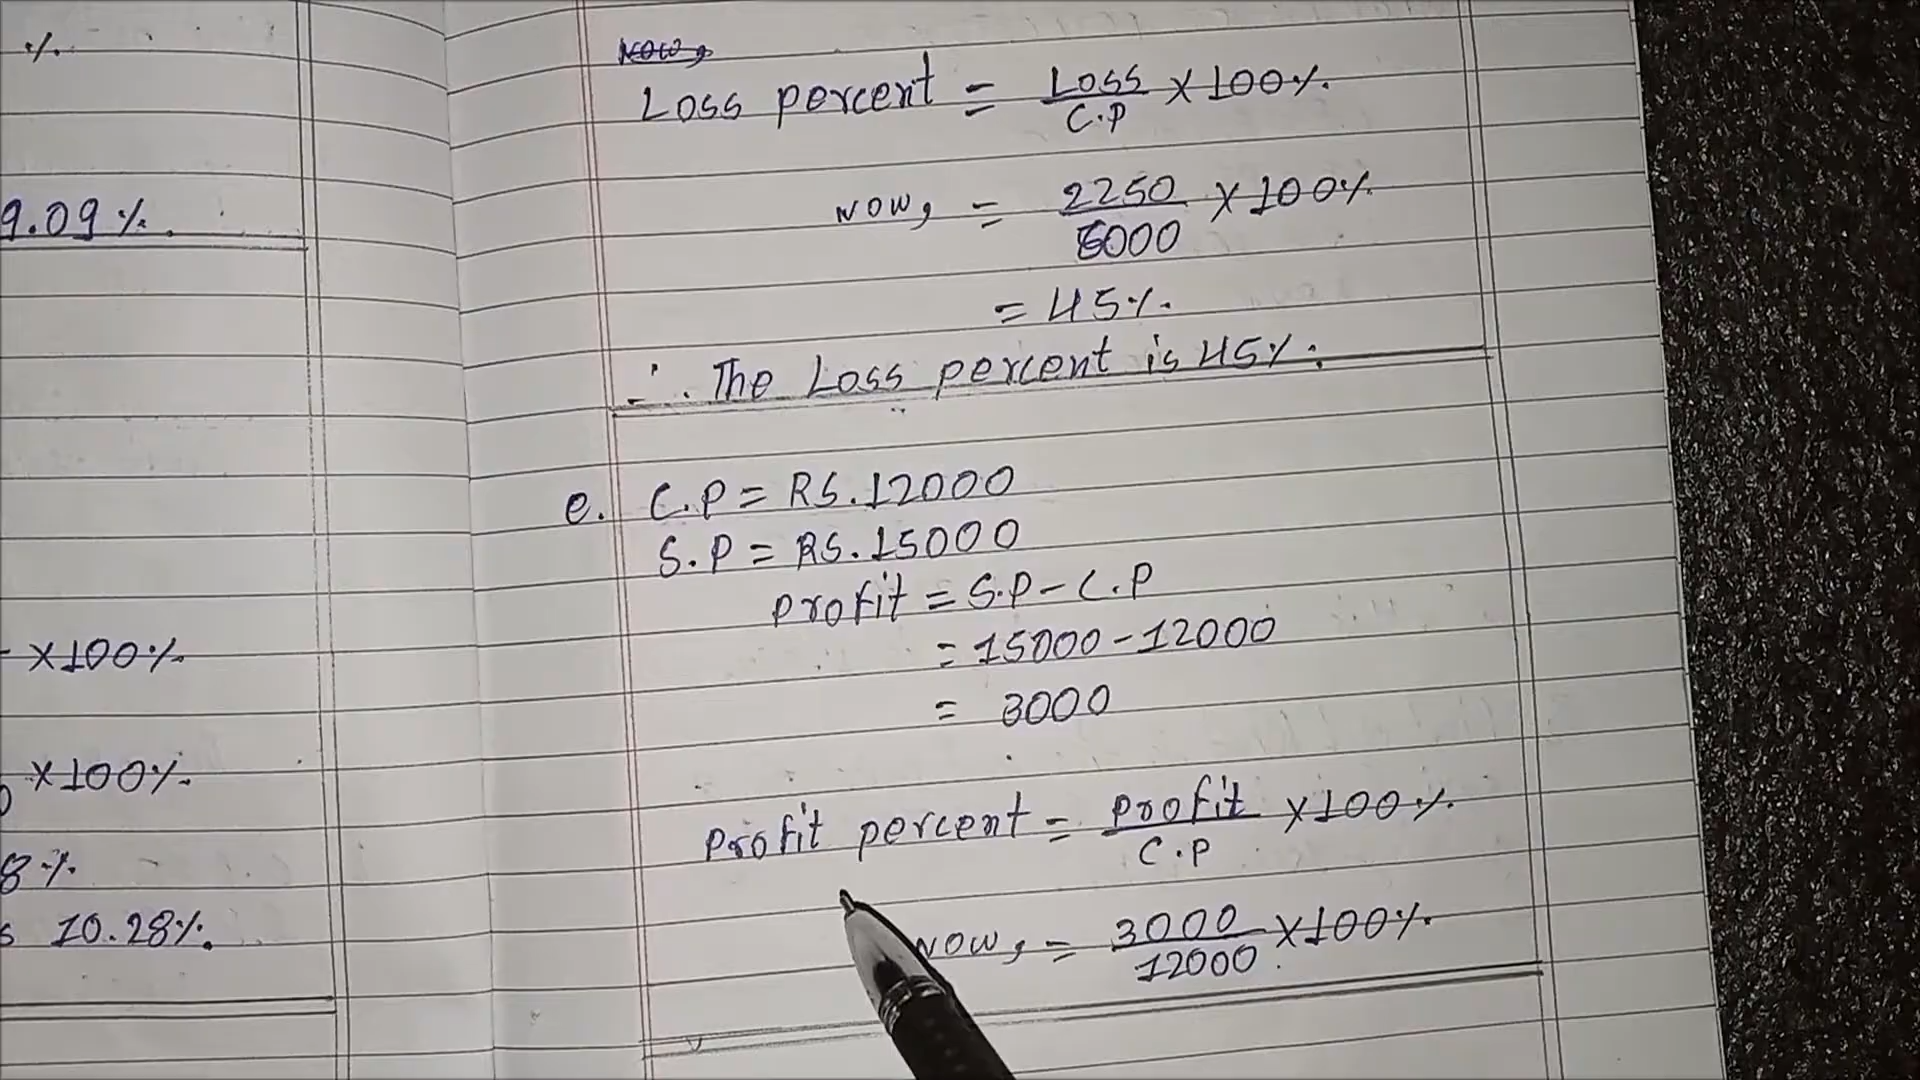 %.
9.09%.
×100%
×100%
8%
10.28%.
Now,
Loss percent = Loss/C.P ×100%.
Now, = 2250/5000 ×100%
= 45%.
∴ The Loss percent is 45%.
e. C.P = RS.12000
S.P = RS.15000
profit = S.P - C.P
= 15000 - 12000
= 3000
profit percent = profit/C.P ×100%.
Now, = 3000/12000 ×100%.